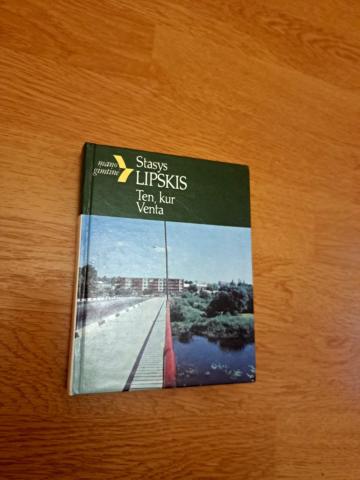 mano
gimtinė
Stasys
LIPSKIS
Ten, kur
Venta